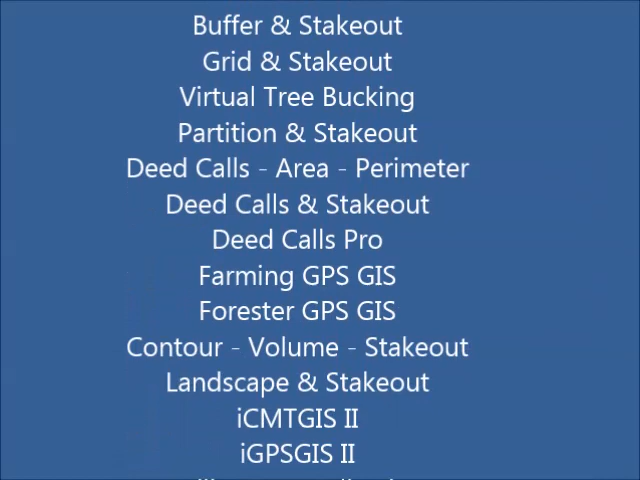 Buffer & Stakeout
Grid & Stakeout
Virtual Tree Bucking
Partition & Stakeout
Deed Calls - Area - Perimeter
Deed Calls & Stakeout
Deed Calls Pro
Farming GPS GIS
Forester GPS GIS
Contour - Volume - Stakeout
Landscape & Stakeout
iCMTGIS II
iGPSGIS II